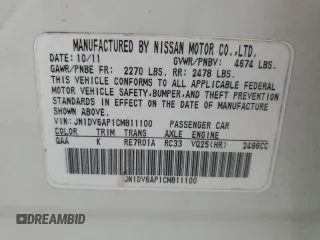 MANUFACTURED BY NISSAN MOTOR CO.,LTD.
DATE: 10/11 GVWR/PNBV: 4674 LBS.
GAWR/PNBE FR: 2270 LBS. RR: 2478 LBS.
THIS VEHICLE CONFORMS TO ALL APPLICABLE FEDERAL
MOTOR VEHICLE SAFETY,BUMPER,AND THEFT PREVENTION
STANDARDS IN EFFECT ON THE DATE OF MANUFACTURE
SHOWN ABOVE.
VIN: JN1DV6AP1CM811100 PASSENGER CAR
COLOR TRIM TRANS AXLE ENGINE
QAA K RE7R01A RC33 VQ25(HR) 2496CC
JN1DV6AP1CM811100